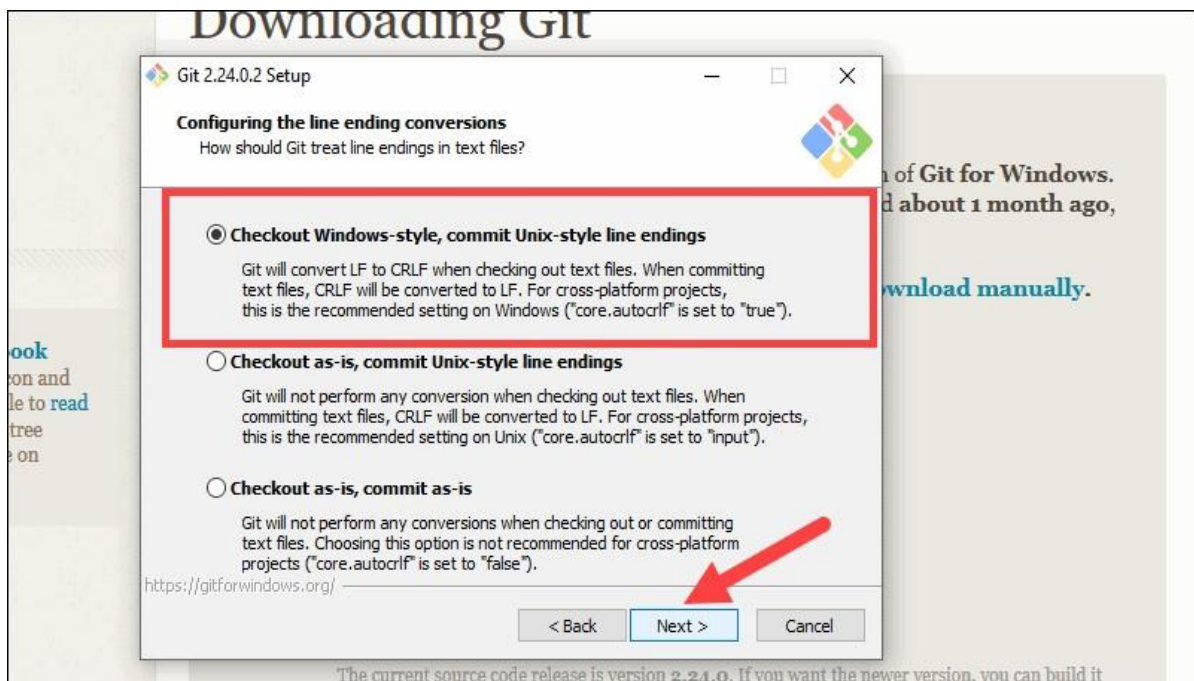 Downloading Git
Git 2.24.0.2 Setup
Configuring the line ending conversions
How should Git treat line endings in text files?
of Git for Windows.
about 1 month ago,
download manually.
Checkout Windows-style, commit Unix-style line endings
Git will convert LF to CRLF when checking out text files. When committing
text files, CRLF will be converted to LF. For cross-platform projects,
this is the recommended setting on Windows ("core.autocrlf" is set to "true").
Checkout as-is, commit Unix-style line endings
Git will not perform any conversion when checking out text files. When
committing text files, CRLF will be converted to LF. For cross-platform projects,
this is the recommended setting on Unix ("core.autocrlf" is set to "input").
Checkout as-is, commit as-is
Git will not perform any conversions when checking out or committing
text files. Choosing this option is not recommended for cross-platform
projects ("core.autocrlf" is set to "false").
https://gitforwindows.org/
< Back
Next >
Cancel
and
to read
tree
on
The current source code release is version 2.24.0. If you want the newer version, you can build it